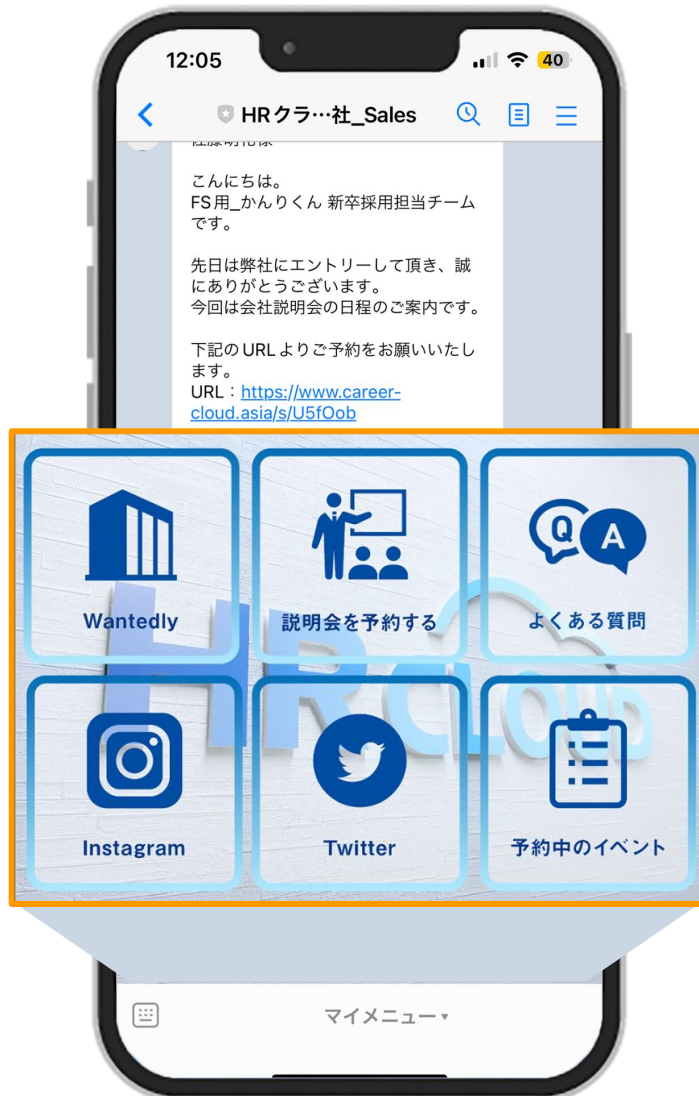 12:05
40
HRクラ…社_Sales
こんにちは。
FS用_かんりくん 新卒採用担当チーム
です。
先日は弊社にエントリーして頂き、誠
にありがとうございます。
今回は会社説明会の日程のご案内です。
下記のURLよりご予約をお願いいたし
ます。
URL：https://www.career-
cloud.asia/s/U5fOob
Q A
Wantedly
説明会を予約する
よくある質問
HR CLOUD
Instagram
Twitter
予約中のイベント
マイメニュー▾